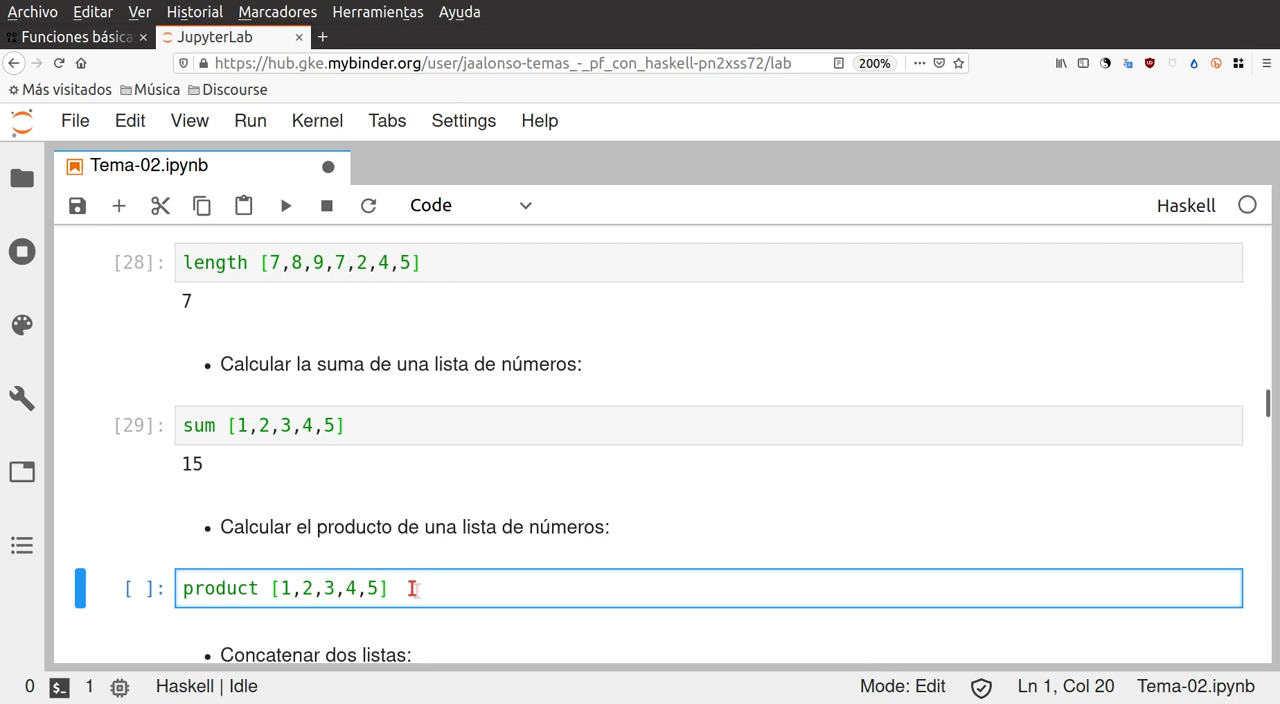 Archivo Editar Ver Historial Marcadores Herramientas Ayuda
Funciones básica × JupyterLab × +
https://hub.gke.mybinder.org/user/jaalonso-temas_-_pf_con_haskell-pn2xss72/lab 200%
Más visitados Música Discourse
File Edit View Run Kernel Tabs Settings Help
Tema-02.ipynb
Code Haskell
[28]: length [7,8,9,7,2,4,5]
7
• Calcular la suma de una lista de números:
[29]: sum [1,2,3,4,5]
15
• Calcular el producto de una lista de números:
[ ]: product [1,2,3,4,5]
• Concatenar dos listas:
0 $_ 1 Haskell | Idle Mode: Edit Ln 1, Col 20 Tema-02.ipynb